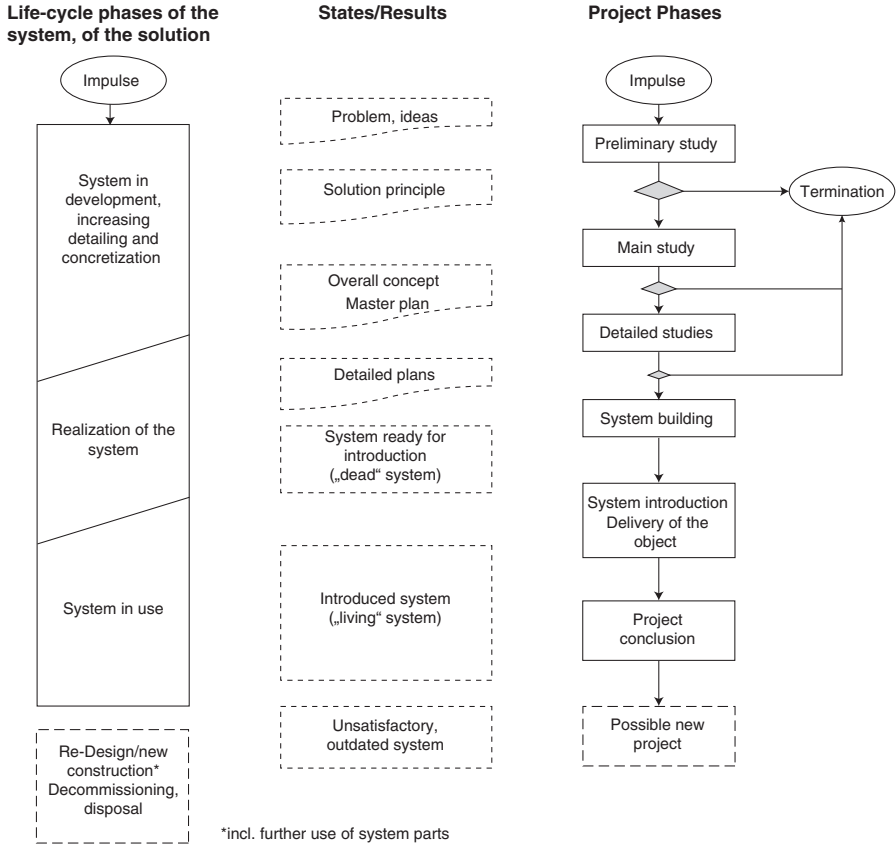 Life-cycle phases of the
system, of the solution
Impulse
System in
development,
increasing
detailing and
concretization
Realization of the
system
System in use
Re-Design/new
construction*
Decommissioning,
disposal
States/Results
Problem, ideas
Solution principle
Overall concept
Master plan
Detailed plans
System ready for
introduction
(„dead“ system)
Introduced system
(„living“ system)
Unsatisfactory,
outdated system
*incl. further use of system parts
Project Phases
Impulse
Preliminary study
Termination
Main study
Detailed studies
System building
System introduction
Delivery of the
object
Project
conclusion
Possible new
project